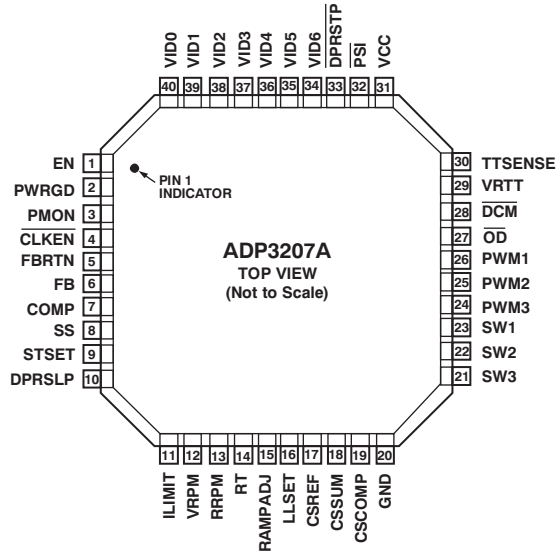 VID0 VID1 VID2 VID3 VID4 VID5 VID6 DPRSTP PSI VCC
40 39 38 37 36 35 34 33 32 31
EN 1
PWRGD 2
PMON 3
CLKEN 4
FBRTN 5
FB 6
COMP 7
SS 8
STSET 9
DPRSLP 10
PIN 1
INDICATOR
ADP3207A
TOP VIEW
(Not to Scale)
30 TTSENSE
29 VRTT
28 DCM
27 OD
26 PWM1
25 PWM2
24 PWM3
23 SW1
22 SW2
21 SW3
11 12 13 14 15 16 17 18 19 20
ILIMIT VRPM RRPM RT RAMPADJ LLSET CSREF CSSUM CSCOMP GND